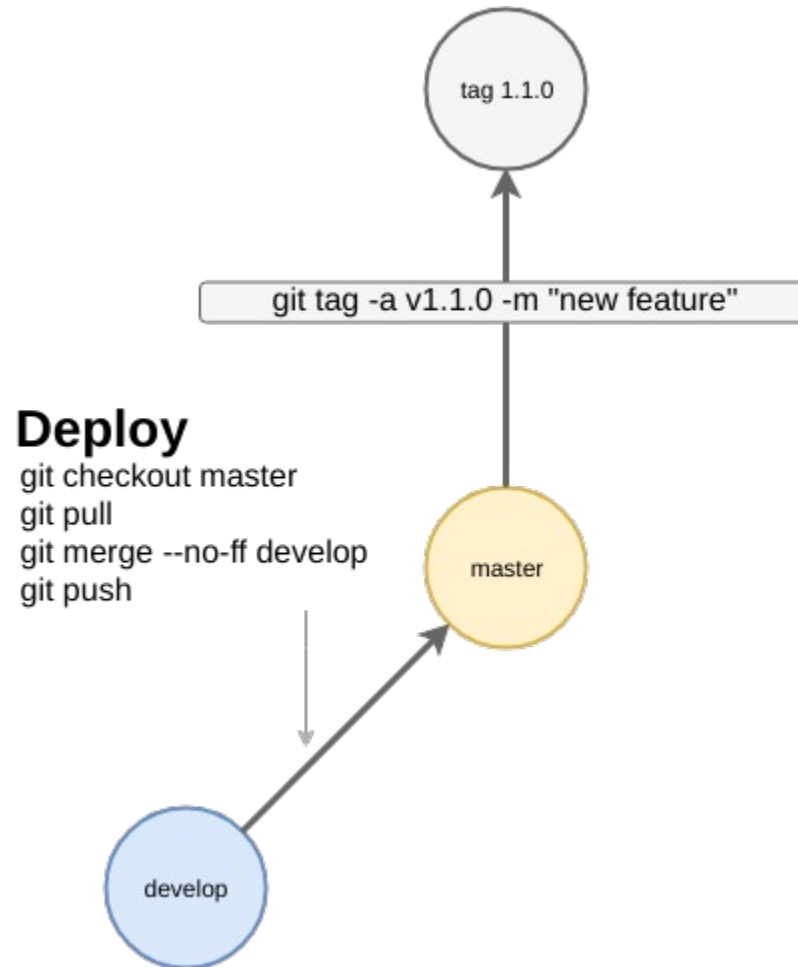 tag 1.1.0
git tag -a v1.1.0 -m "new feature"
Deploy
git checkout master
git pull
git merge --no-ff develop
git push
master
develop